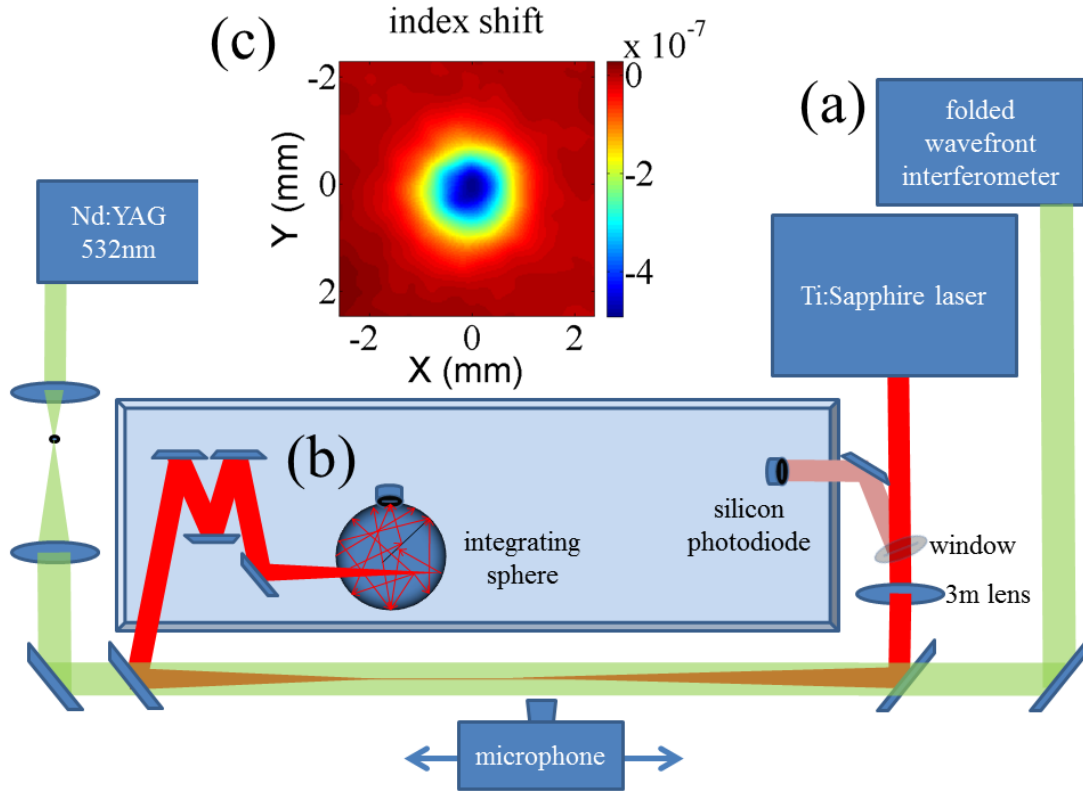 (c)
index shift
x 10⁻⁷
-2
0
2
Y (mm)
-2
0
2
X (mm)
0
-2
-4
(a)
folded
wavefront
interferometer
Nd:YAG
532nm
Ti:Sapphire laser
(b)
integrating
sphere
silicon
photodiode
window
3m lens
microphone